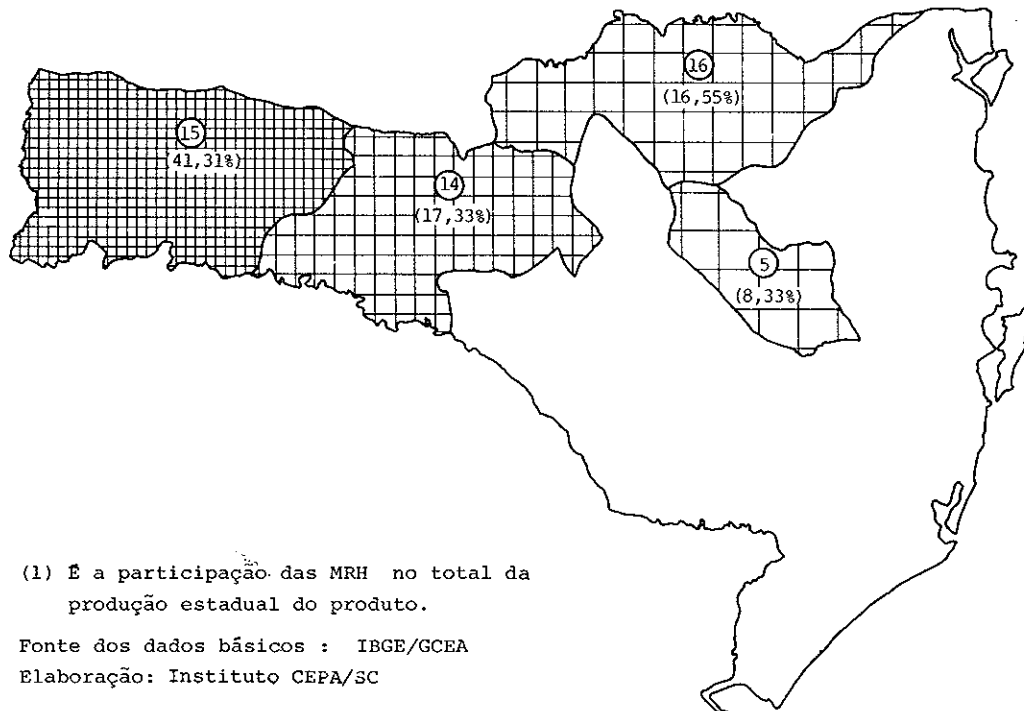 16
(16,55%)
15
(41,31%)
14
(17,33%)
5
(8,33%)
(1) É a participação das MRH no total da
produção estadual do produto.
Fonte dos dados básicos : IBGE/GCEA
Elaboração: Instituto CEPA/SC